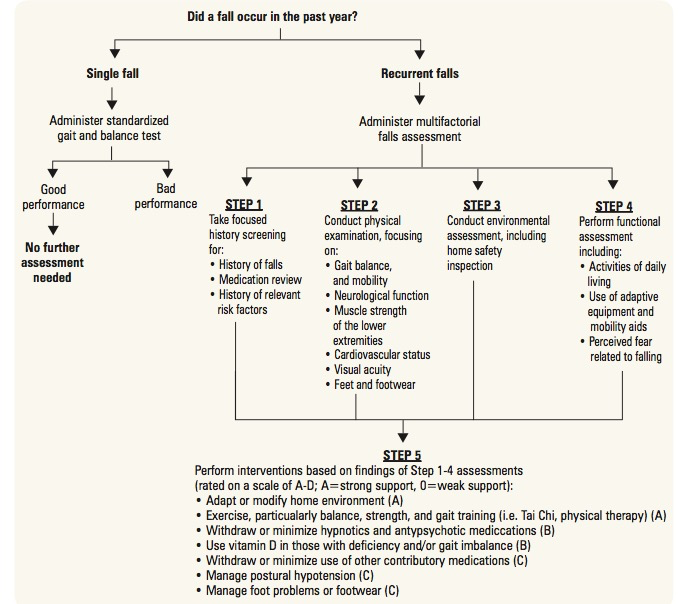 Did a fall occur in the past year?
Single fall
Recurrent falls
Administer standardized
gait and balance test
Administer multifactorial
falls assessment
Good
performance
Bad
performance
No further
assessment
needed
STEP 1
Take focused
history screening
for:
• History of falls
• Medication review
• History of relevant
risk factors
STEP 2
Conduct physical
examination, focusing
on:
• Gait balance,
and mobility
• Neurological function
• Muscle strength
of the lower
extremities
• Cardiovascular status
• Visual acuity
• Feet and footwear
STEP 3
Conduct environmental
assessment, including
home safety
inspection
STEP 4
Perform functional
assessment
including:
• Activities of daily
living
• Use of adaptive
equipment and
mobility aids
• Perceived fear
related to falling
STEP 5
Perform interventions based on findings of Step 1-4 assessments
(rated on a scale of A-D; A=strong support, 0=weak support):
• Adapt or modify home environment (A)
• Exercise, particualarly balance, strength, and gait training (i.e. Tai Chi, physical therapy) (A)
• Withdraw or minimize hypnotics and antypsychotic mediccations (B)
• Use vitamin D in those with deficiency and/or gait imbalance (B)
• Withdraw or minimize use of other contributory medications (C)
• Manage postural hypotension (C)
• Manage foot problems or footwear (C)